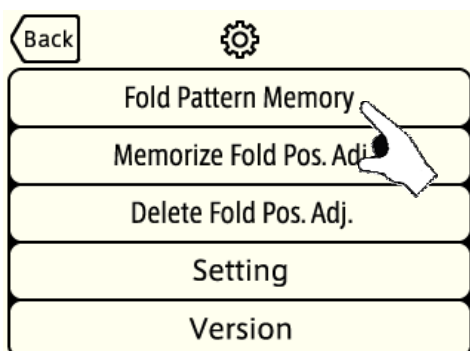 Back
Fold Pattern Memory
Memorize Fold Pos. Adj
Delete Fold Pos. Adj.
Setting
Version